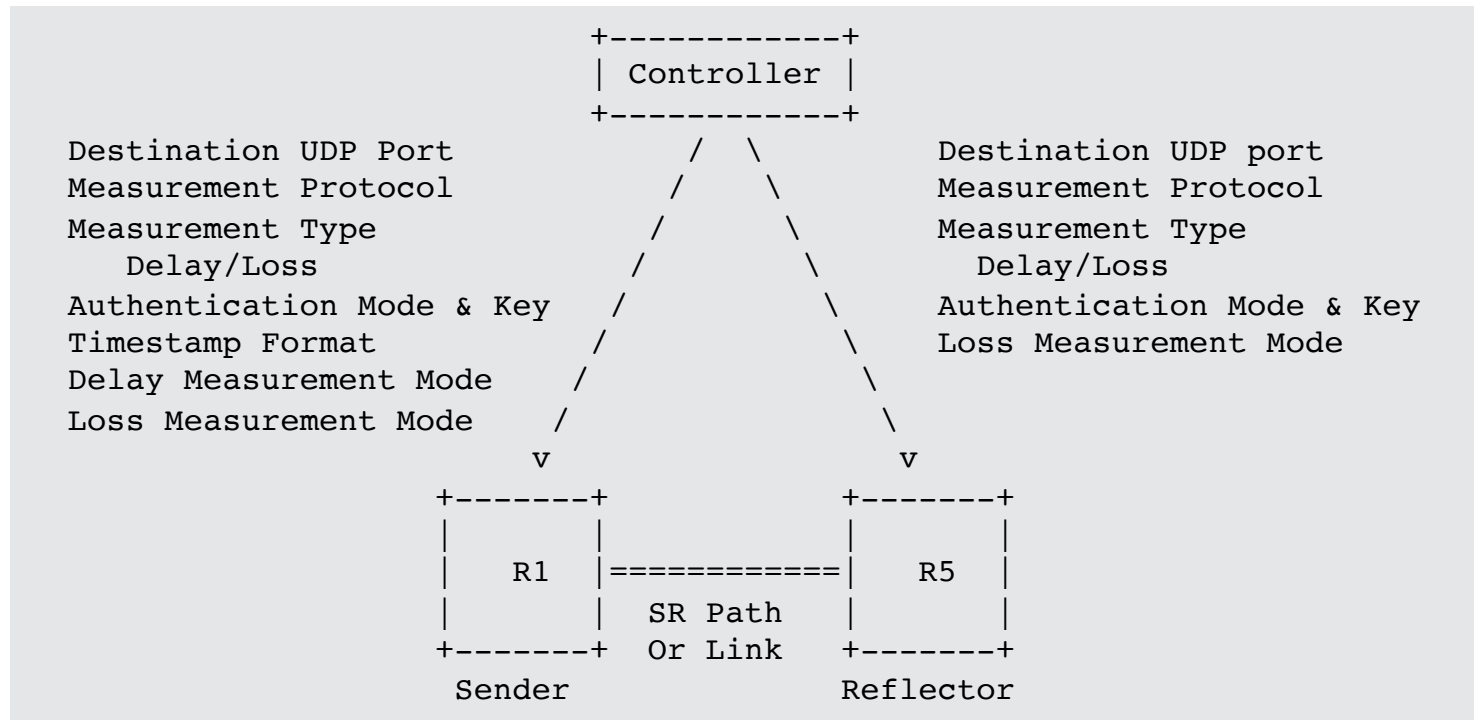 Controller
Destination UDP Port
Measurement Protocol
Measurement Type
Delay/Loss
Authentication Mode & Key
Timestamp Format
Delay Measurement Mode
Loss Measurement Mode
Destination UDP port
Measurement Protocol
Measurement Type
Delay/Loss
Authentication Mode & Key
Loss Measurement Mode
R1
SR Path
Or Link
R5
Sender
Reflector